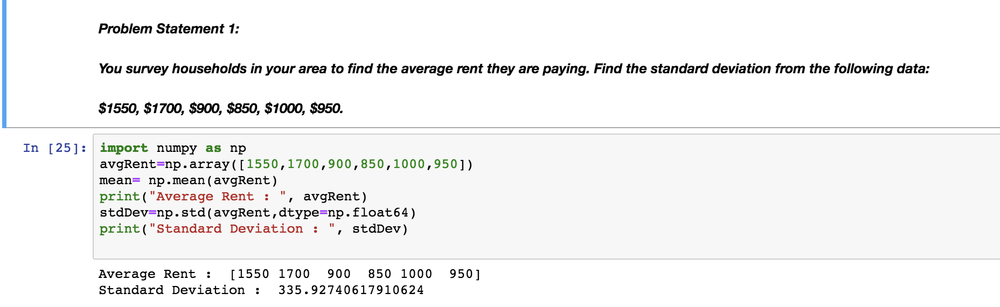 Problem Statement 1:
You survey households in your area to find the average rent they are paying. Find the standard deviation from the following data:
$1550, $1700, $900, $850, $1000, $950.
In [25]:
import numpy as np
avgRent=np.array([1550,1700,900,850,1000,950])
mean= np.mean(avgRent)
print("Average Rent : ", avgRent)
stdDev=np.std(avgRent,dtype=np.float64)
print("Standard Deviation : ", stdDev)
Average Rent :  [1550 1700  900  850 1000  950]
Standard Deviation :  335.92740617910624